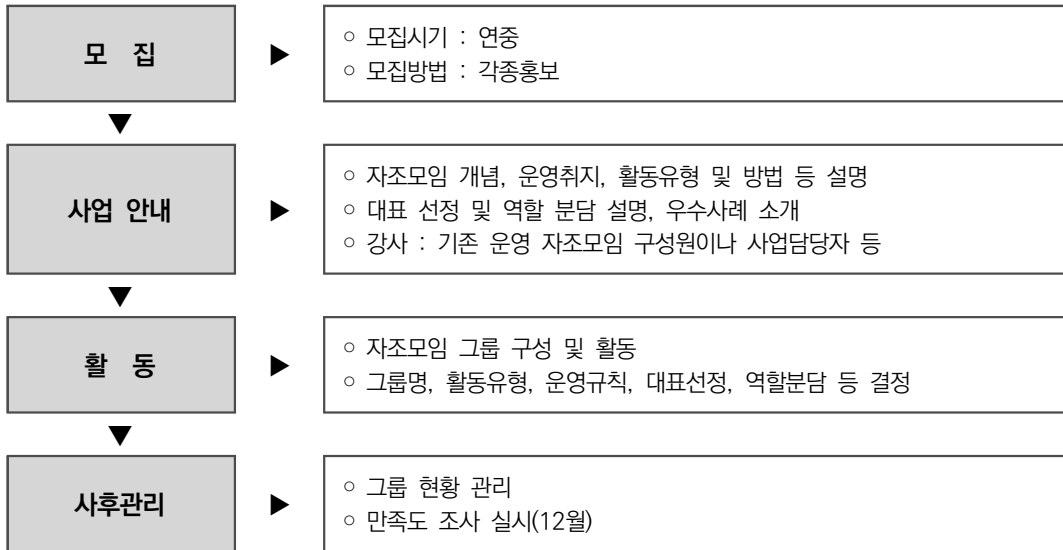 모 집
▶
○ 모집시기 : 연중
○ 모집방법 : 각종홍보
▼
사업 안내
▶
○ 자조모임 개념, 운영취지, 활동유형 및 방법 등 설명
○ 대표 선정 및 역할 분담 설명, 우수사례 소개
○ 강사 : 기존 운영 자조모임 구성원이나 사업담당자 등
▼
활 동
▶
○ 자조모임 그룹 구성 및 활동
○ 그룹명, 활동유형, 운영규칙, 대표선정, 역할분담 등 결정
▼
사후관리
▶
○ 그룹 현황 관리
○ 만족도 조사 실시(12월)